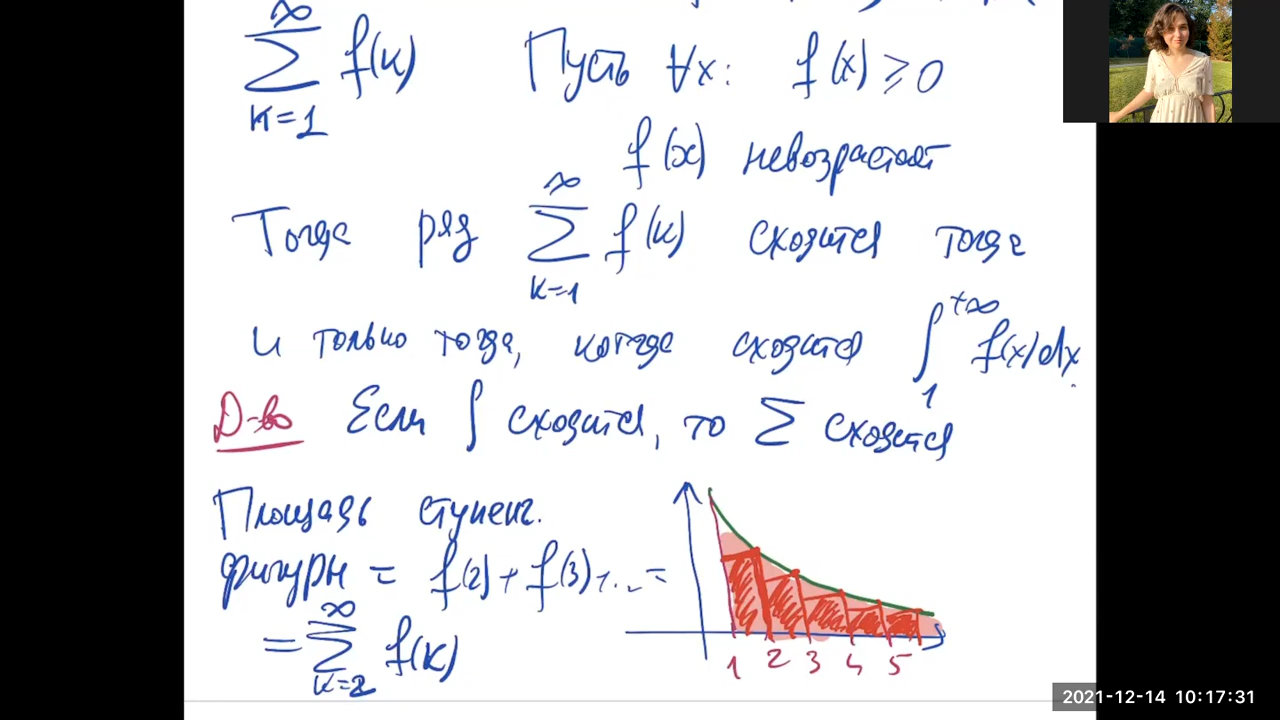 ∞
∑ f(k) Пусть ∀x: f(x) ⩾ 0
k=1
f(x) невозрастает
Тогда ряд ∑_{k=1}^{∞} f(k) сходится тогда
и только тогда, когда сходится ∫_{1}^{+∞} f(x)dx.
Д-во Если ∫ сходится, то ∑ сходится
Площадь ступенч.
фигуры = f(2) + f(3) + ... =
= ∑_{k=2}^{∞} f(k)
1 2 3 4 5
2021-12-14 10:17:31